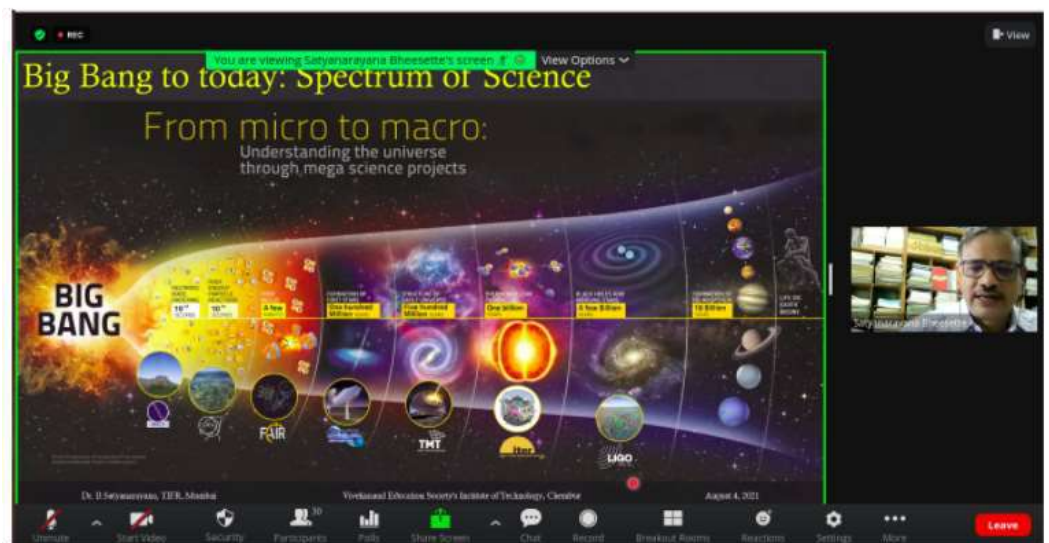 REC
View
You are viewing Satyanarayana Bheesette's screen
View Options
Big Bang to today: Spectrum of Science
From micro to macro:
Understanding the universe
through mega science projects
BIG
BANG
A few
One hundred
Million
Five hundred
Million
One billion
A few Billion
10 Billion
LIFE ON
EARTH
Satyanarayana Bheesette
FAIR
TMT
iter
LIGO
Dr. B.Satyanarayana, TIFR, Mumbai
Vivekanand Education Society's Institute of Technology, Chembur
August 4, 2021
30
Unmute
Start Video
Security
Participants
Polls
Share Screen
Chat
Record
Breakout Rooms
Reactions
Settings
More
Leave